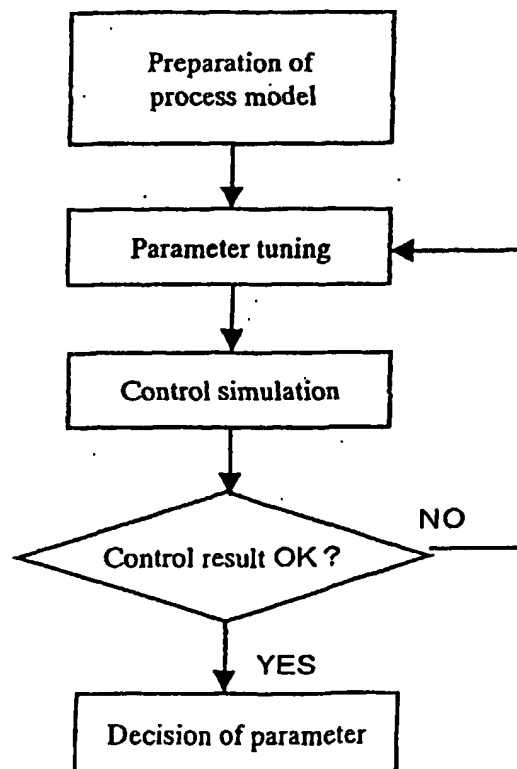 Preparation of
process model
Parameter tuning
Control simulation
Control result OK?
NO
YES
Decision of parameter